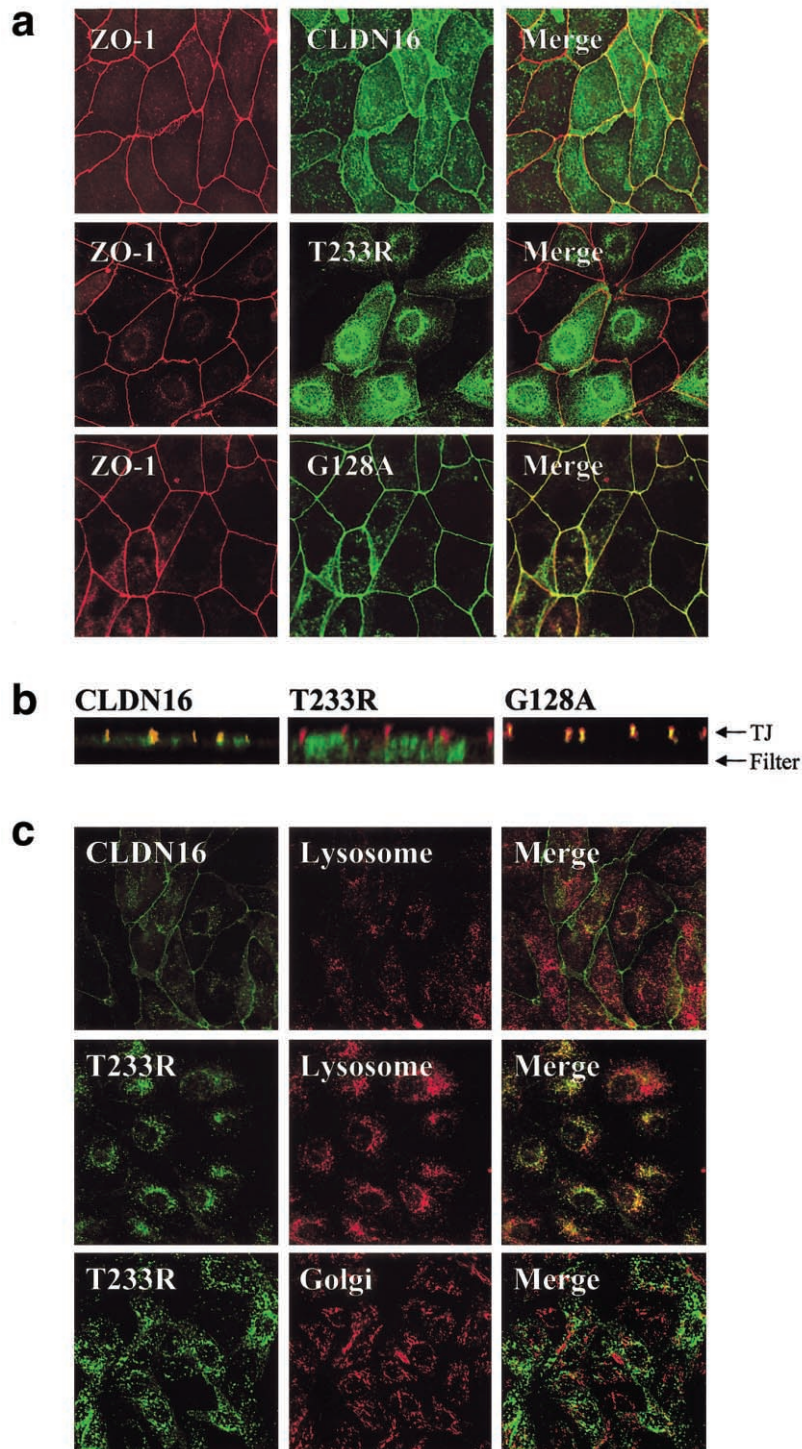 a
ZO-1 CLDN16 Merge
ZO-1 T233R Merge
ZO-1 G128A Merge
b
CLDN16 T233R G128A
← TJ
← Filter
c
CLDN16 Lysosome Merge
T233R Lysosome Merge
T233R Golgi Merge